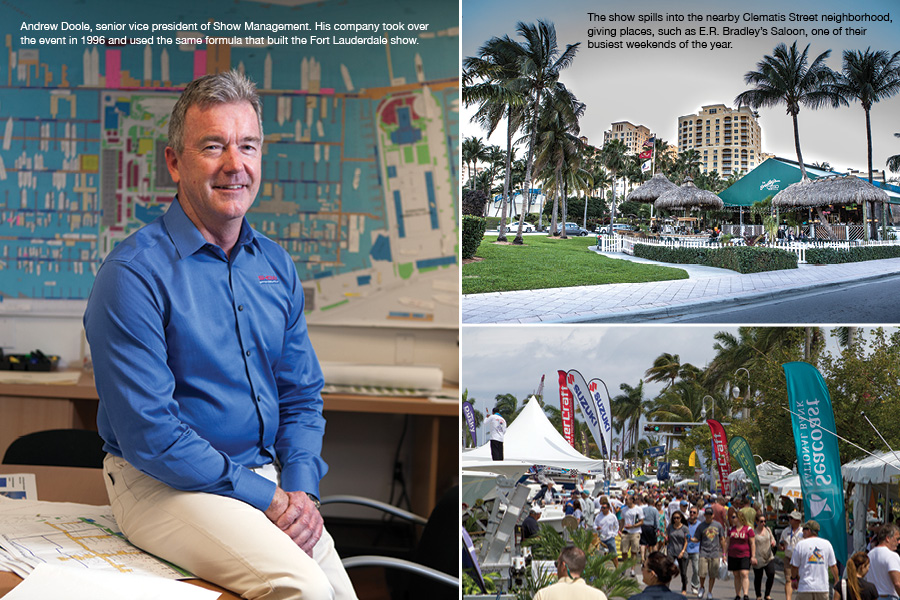 Andrew Doole, senior vice president of Show Management. His company took over
the event in 1996 and used the same formula that built the Fort Lauderdale show.
The show spills into the nearby Clematis Street neighborhood,
giving places, such as E.R. Bradley's Saloon, one of their
busiest weekends of the year.
SUZUKI
SUZUKI
Seacoast
NATIONAL BANK